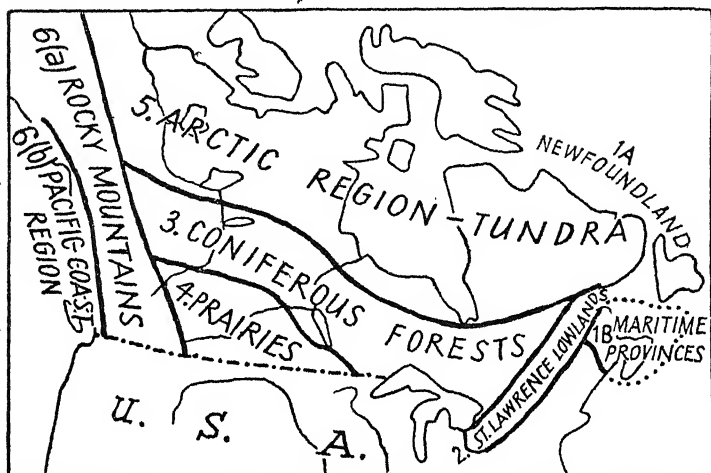 6(a) ROCKY MOUNTAINS
6(b) PACIFIC-COAST
REGION
5. ARCTIC REGION-TUNDRA
1A
NEWFOUNDLAND
3. CONIFEROUS FORESTS
4. PRAIRIES
1B MARITIME
PROVINCES
2. ST. LAWRENCE LOWLANDS
U. S. A.